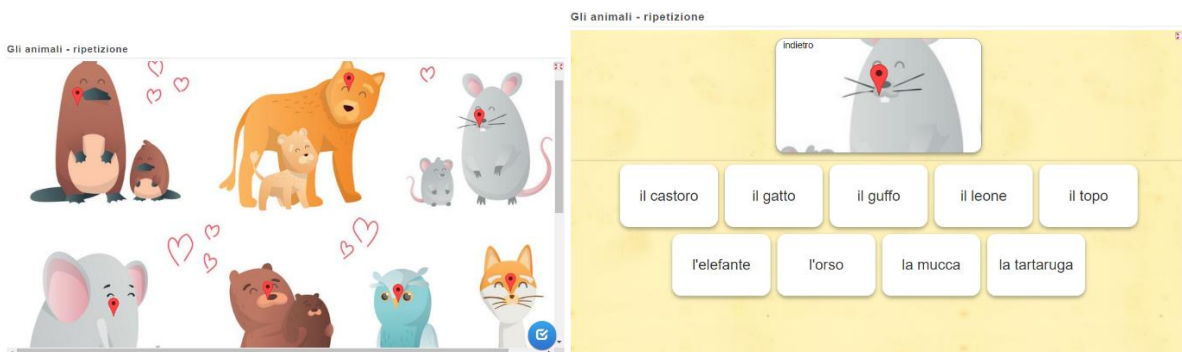 Gli animali - ripetizione
Gli animali - ripetizione
indietro
il castoro il gatto il guffo il leone il topo
l'elefante l'orso la mucca la tartaruga